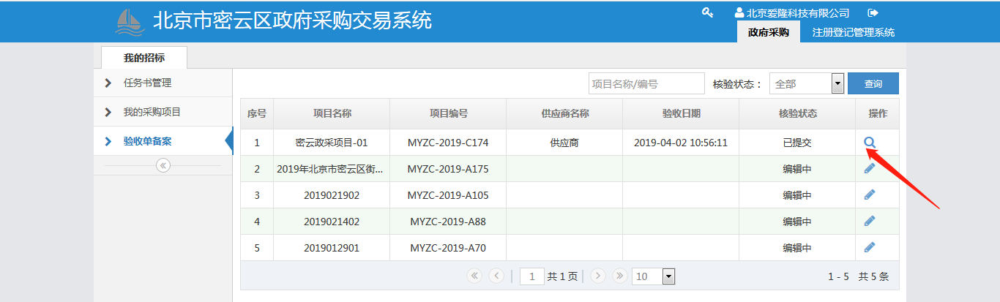 北京市密云区政府采购交易系统
北京爱隆科技有限公司
政府采购 注册登记管理系统
我的招标
任务书管理
我的采购项目
验收单备案
项目名称/编号 核验状态： 全部 查询
序号 项目名称 项目编号 供应商名称 验收日期 核验状态 操作
1 密云政采项目-01 MYZC-2019-C174 供应商 2019-04-02 10:56:11 已提交
2 2019年北京市密云区街... MYZC-2019-A175 编辑中
3 2019021902 MYZC-2019-A105 编辑中
4 2019021402 MYZC-2019-A88 编辑中
5 2019012901 MYZC-2019-A70 编辑中
1 共 1 页 10 1 - 5 共 5 条